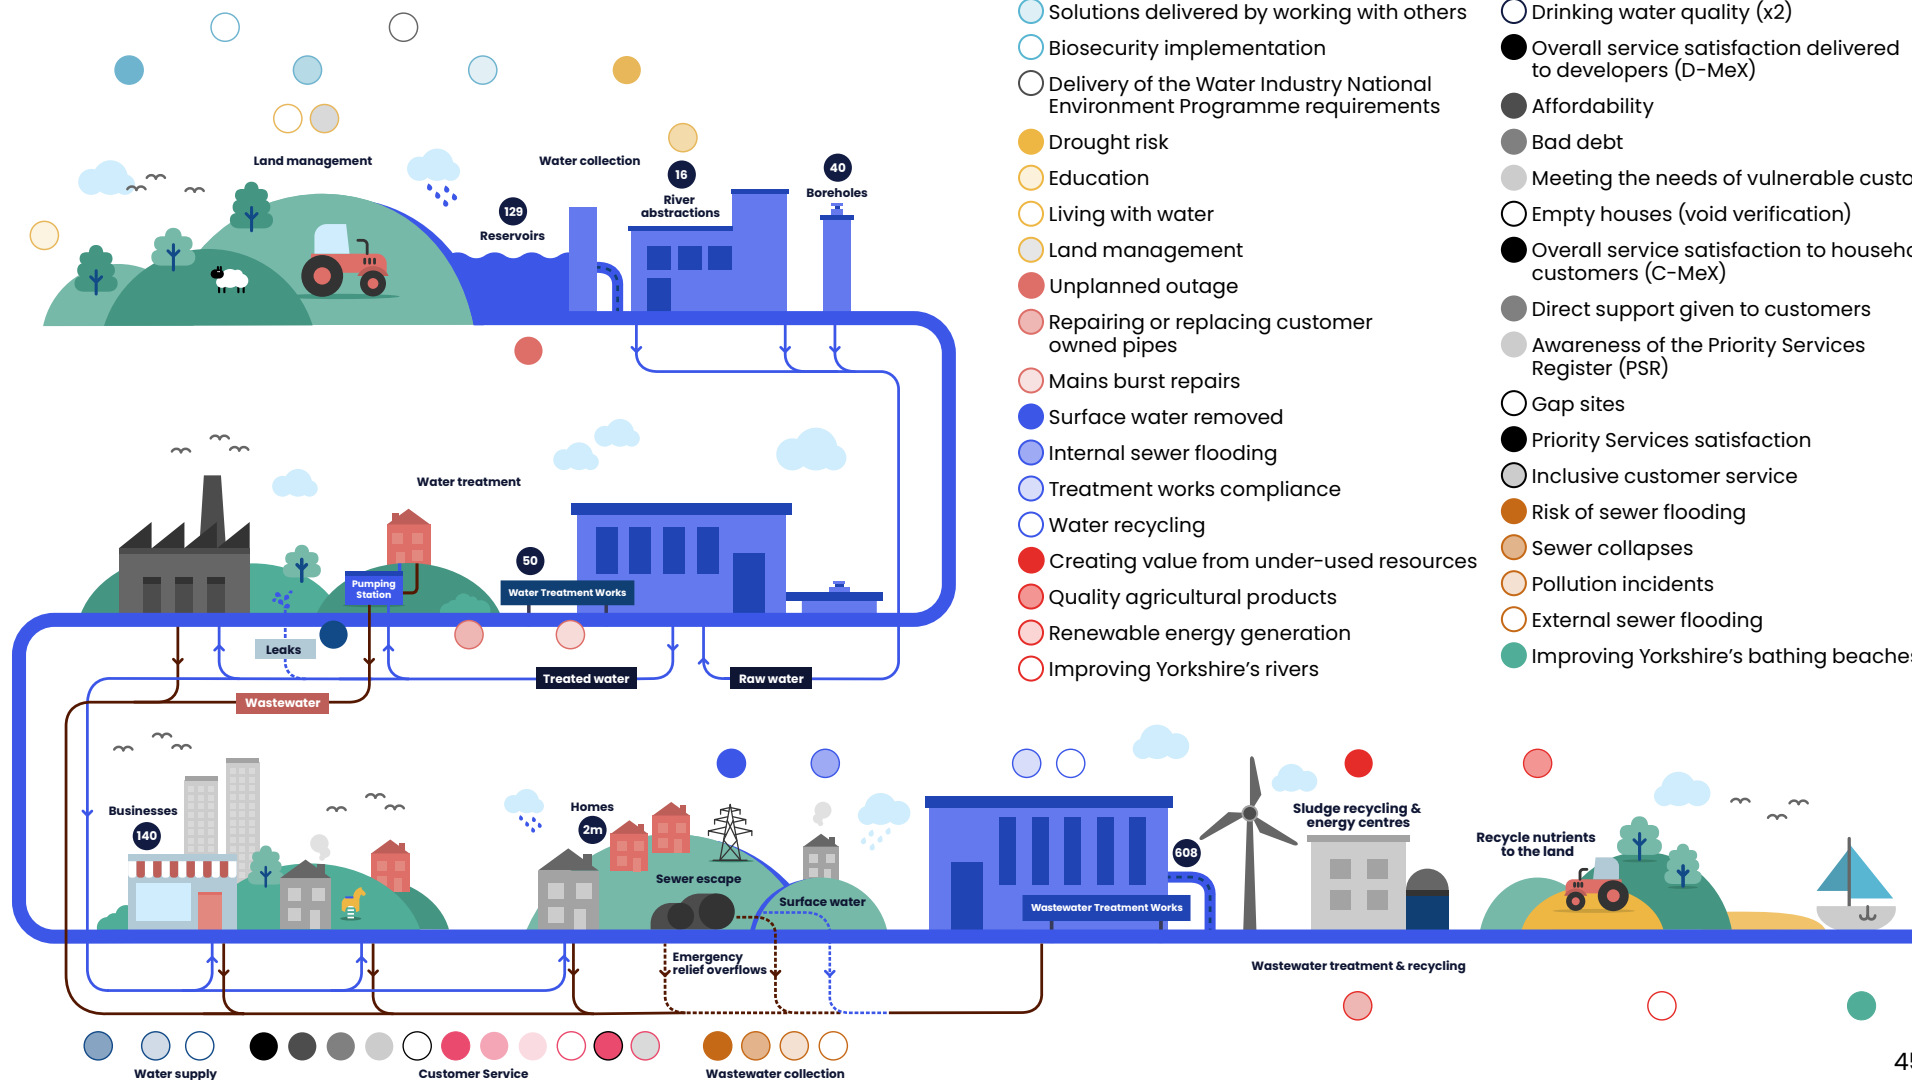 Land management
Water collection
129
Reservoirs
16
River
abstractions
40
Boreholes
Water treatment
Pumping
Station
50
Water Treatment Works
Leaks
Treated water
Raw water
Wastewater
Businesses
140
Homes
2m
Sewer escape
Surface water
Emergency
relief overflows
608
Wastewater Treatment Works
Sludge recycling &
energy centres
Recycle nutrients
to the land
Wastewater treatment & recycling
Water supply
Customer Service
Wastewater collection
Solutions delivered by working with others
Biosecurity implementation
Delivery of the Water Industry National
Environment Programme requirements
Drought risk
Education
Living with water
Land management
Unplanned outage
Repairing or replacing customer
owned pipes
Mains burst repairs
Surface water removed
Internal sewer flooding
Treatment works compliance
Water recycling
Creating value from under-used resources
Quality agricultural products
Renewable energy generation
Improving Yorkshire's rivers
Drinking water quality (x2)
Overall service satisfaction delivered
to developers (D-MeX)
Affordability
Bad debt
Meeting the needs of vulnerable custo
Empty houses (void verification)
Overall service satisfaction to househo
customers (C-MeX)
Direct support given to customers
Awareness of the Priority Services
Register (PSR)
Gap sites
Priority Services satisfaction
Inclusive customer service
Risk of sewer flooding
Sewer collapses
Pollution incidents
External sewer flooding
Improving Yorkshire's bathing beaches